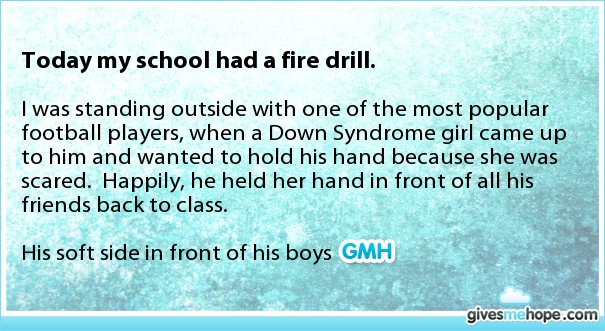 Today my school had a fire drill.
I was standing outside with one of the most popular
football players, when a Down Syndrome girl came up
to him and wanted to hold his hand because she was
scared.  Happily, he held her hand in front of all his
friends back to class.
His soft side in front of his boys GMH
givesmehope.com